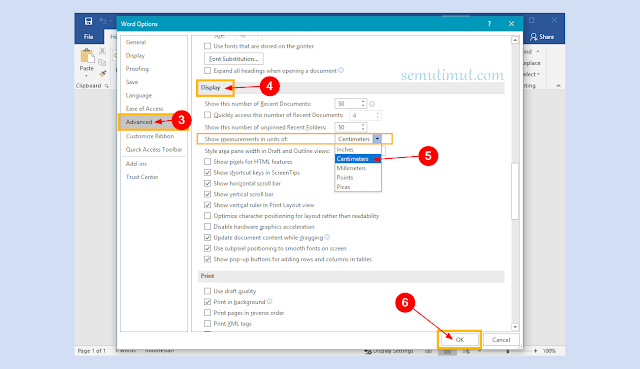 Word Options
General
Display
Proofing
Save
Language
Ease of Access
Advanced
Customize Ribbon
Quick Access Toolbar
Add-ins
Trust Center
3
Size: 10
Use fonts that are stored on the printer
Font Substitution...
Expand all headings when opening a document
semutimut.com
Display
4
Show this number of Recent Documents: 50
Quickly access this number of Recent Documents: 4
Show this number of unpinned Recent Folders: 50
Show measurements in units of: Centimeters
Style area pane width in Draft and Outline views:
Inches
Centimeters
Millimeters
Points
Picas
5
Show pixels for HTML features
Show shortcut keys in ScreenTips
Show horizontal scroll bar
Show vertical scroll bar
Show vertical ruler in Print Layout view
Optimize character positioning for layout rather than readability
Disable hardware graphics acceleration
Update document content while dragging
Use subpixel positioning to smooth fonts on screen
Show pop-up buttons for adding rows and columns in tables
Print
Use draft quality
Print in background
Print pages in reverse order
Print XML tags
6
OK
Cancel
File
Paste
Clipboard
Share
Editing
Page 1 of 1
words
Indonesian
Display Settings
100%